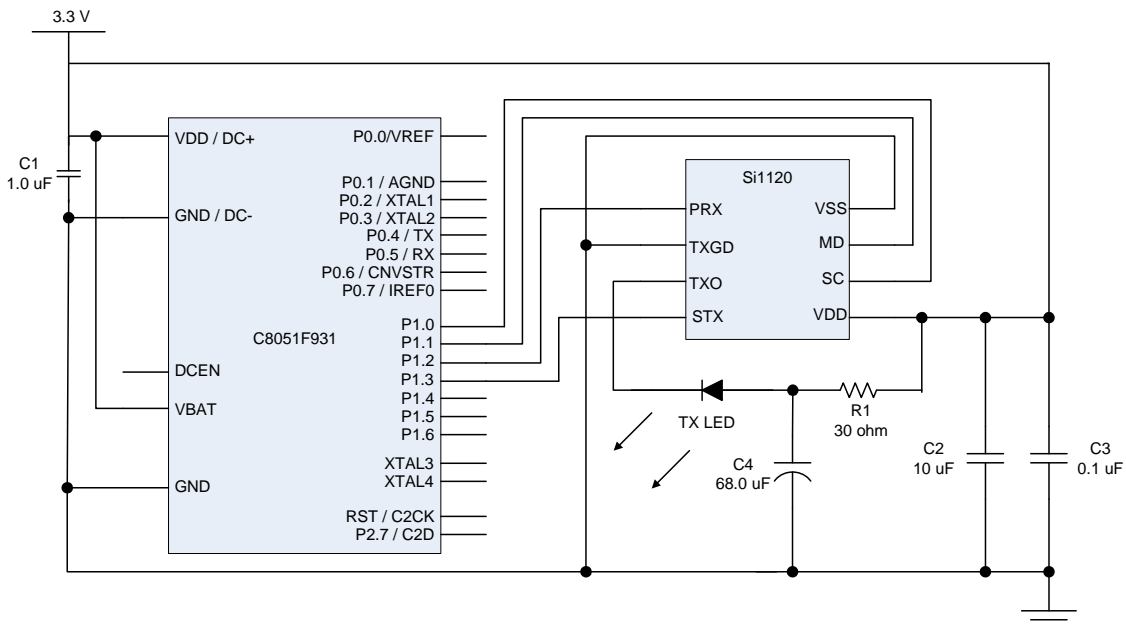 3.3 V
C1
1.0 uF
VDD / DC+
GND / DC-
C8051F931
DCEN
VBAT
GND
P0.0/VREF
P0.1 / AGND
P0.2 / XTAL1
P0.3 / XTAL2
P0.4 / TX
P0.5 / RX
P0.6 / CNVSTR
P0.7 / IREF0
P1.0
P1.1
P1.2
P1.3
P1.4
P1.5
P1.6
XTAL3
XTAL4
RST / C2CK
P2.7 / C2D
Si1120
PRX
TXGD
TXO
STX
VSS
MD
SC
VDD
TX LED
R1
30 ohm
C4
68.0 uF
C2
10 uF
C3
0.1 uF